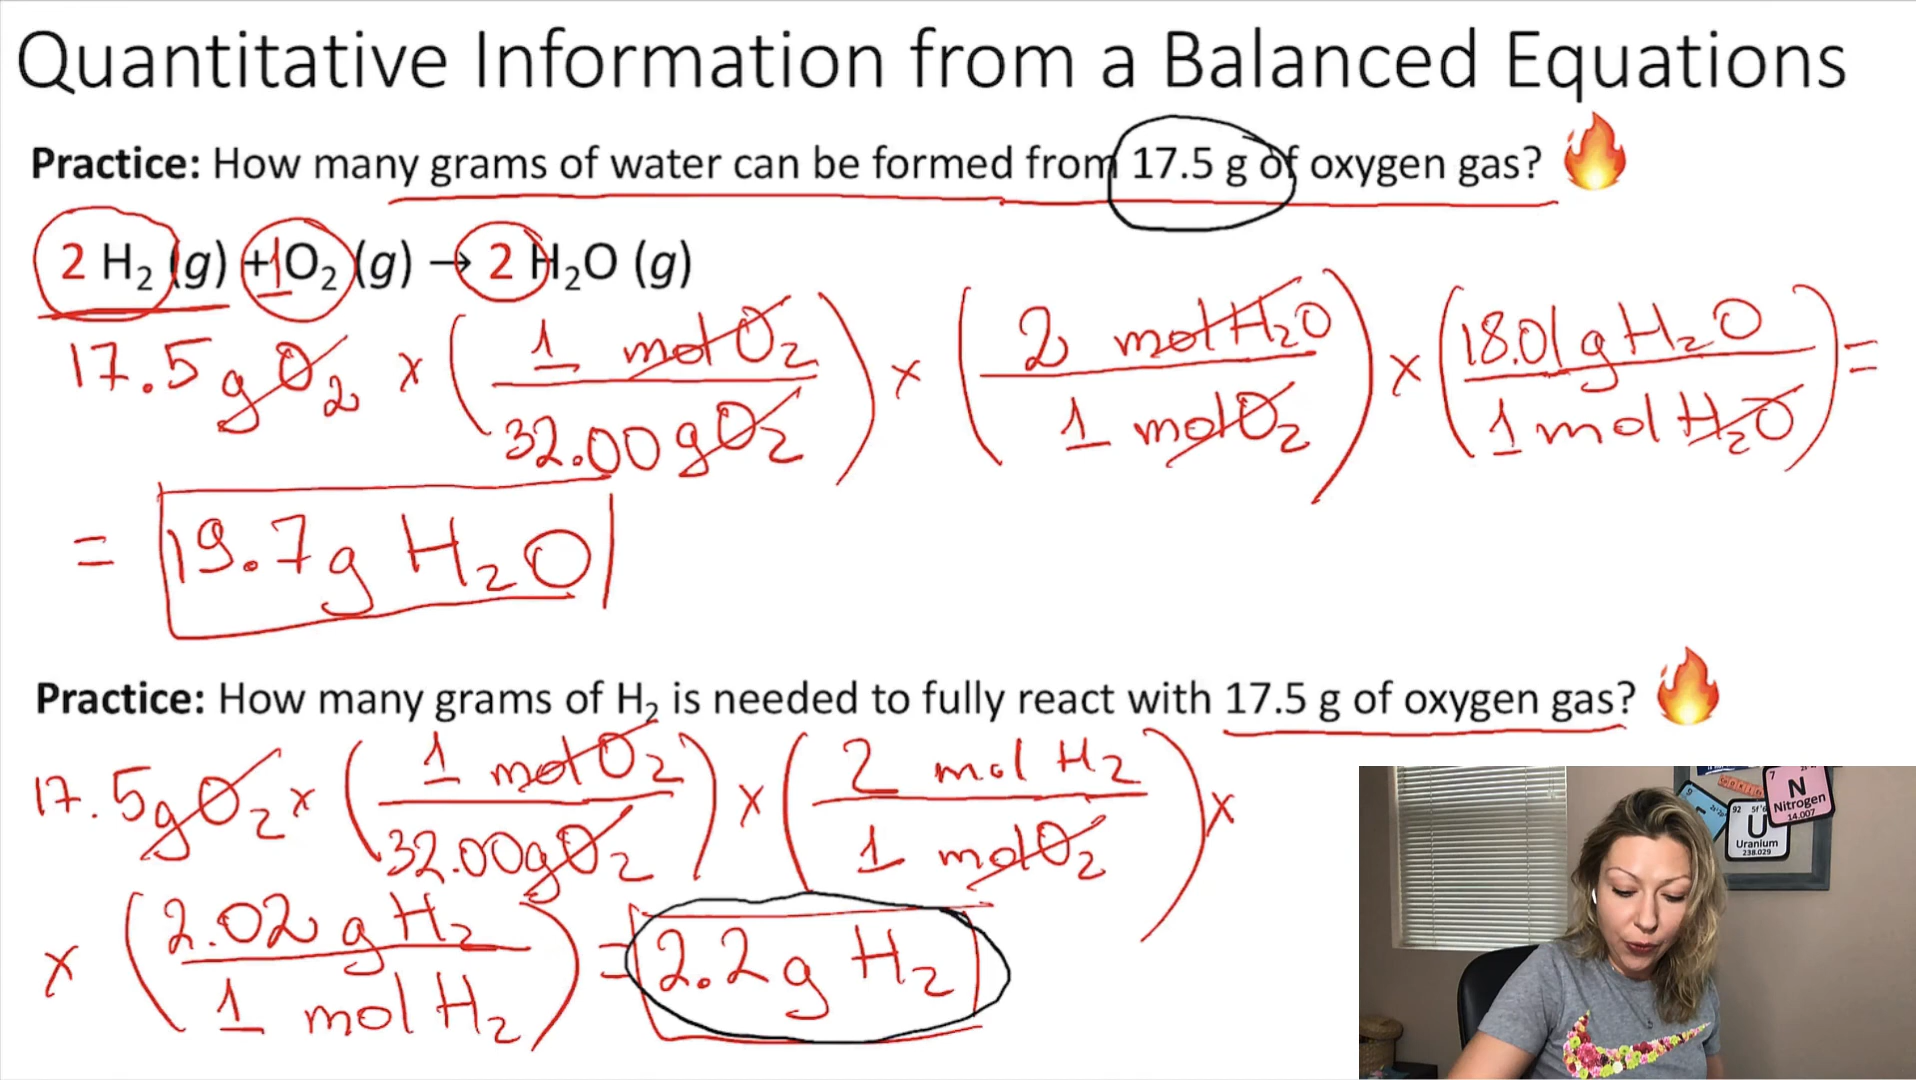 Quantitative Information from a Balanced Equations
Practice: How many grams of water can be formed from 17.5 g of oxygen gas?
2 H₂ (g) + 1 O₂ (g) → 2 H₂O (g)
17.5 g O₂ × (1 mol O₂ / 32.00 g O₂) × (2 mol H₂O / 1 mol O₂) × (18.01 g H₂O / 1 mol H₂O) =
= 19.7 g H₂O
Practice: How many grams of H₂ is needed to fully react with 17.5 g of oxygen gas?
17.5 g O₂ × (1 mol O₂ / 32.00 g O₂) × (2 mol H₂ / 1 mol O₂) ×
× (2.02 g H₂ / 1 mol H₂) = 2.2 g H₂
7
N
Nitrogen
14.007
9
92
U
Uranium
238.029